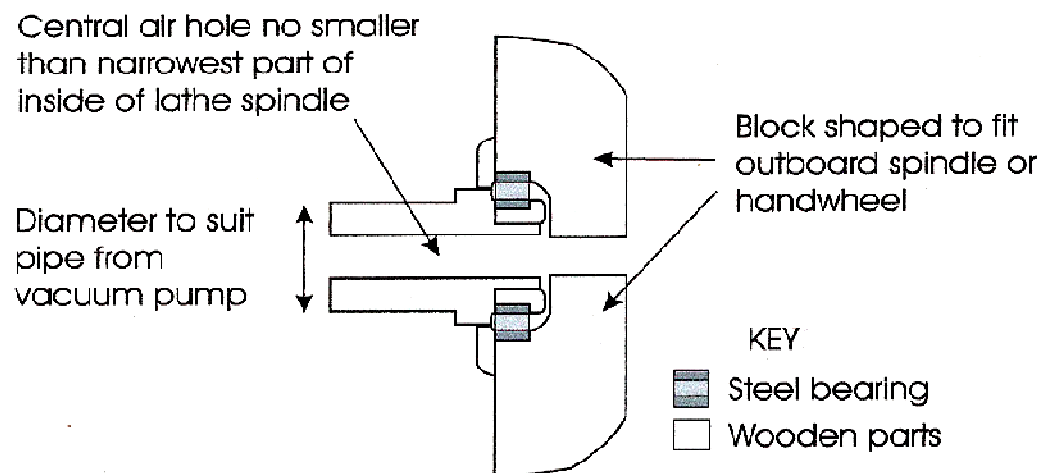 Central air hole no smaller
than narrowest part of
inside of lathe spindle
Block shaped to fit
outboard spindle or
handwheel
Diameter to suit
pipe from
vacuum pump
KEY
Steel bearing
Wooden parts